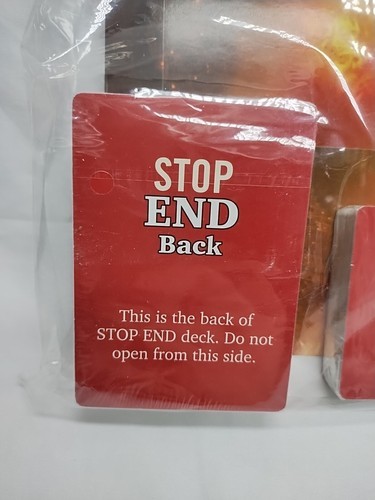 STOP
END
Back
This is the back of
STOP END deck. Do not
open from this side.